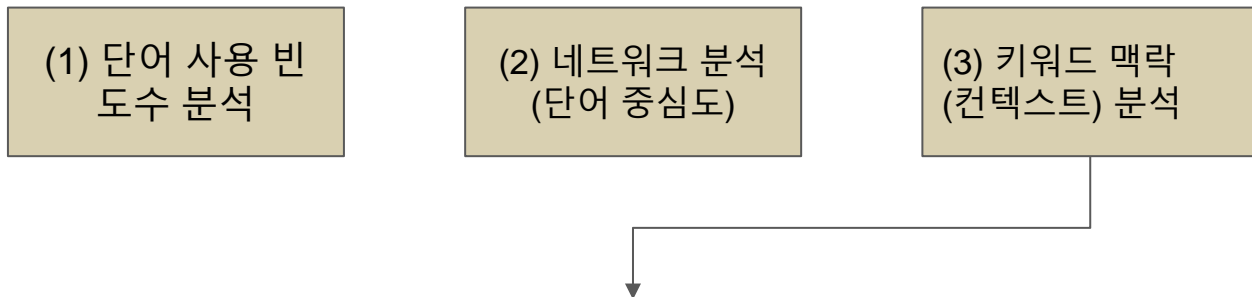 (1) 단어 사용 빈
도수 분석
(2) 네트워크 분석
(단어 중심도)
(3) 키워드 맥락
(컨텍스트) 분석